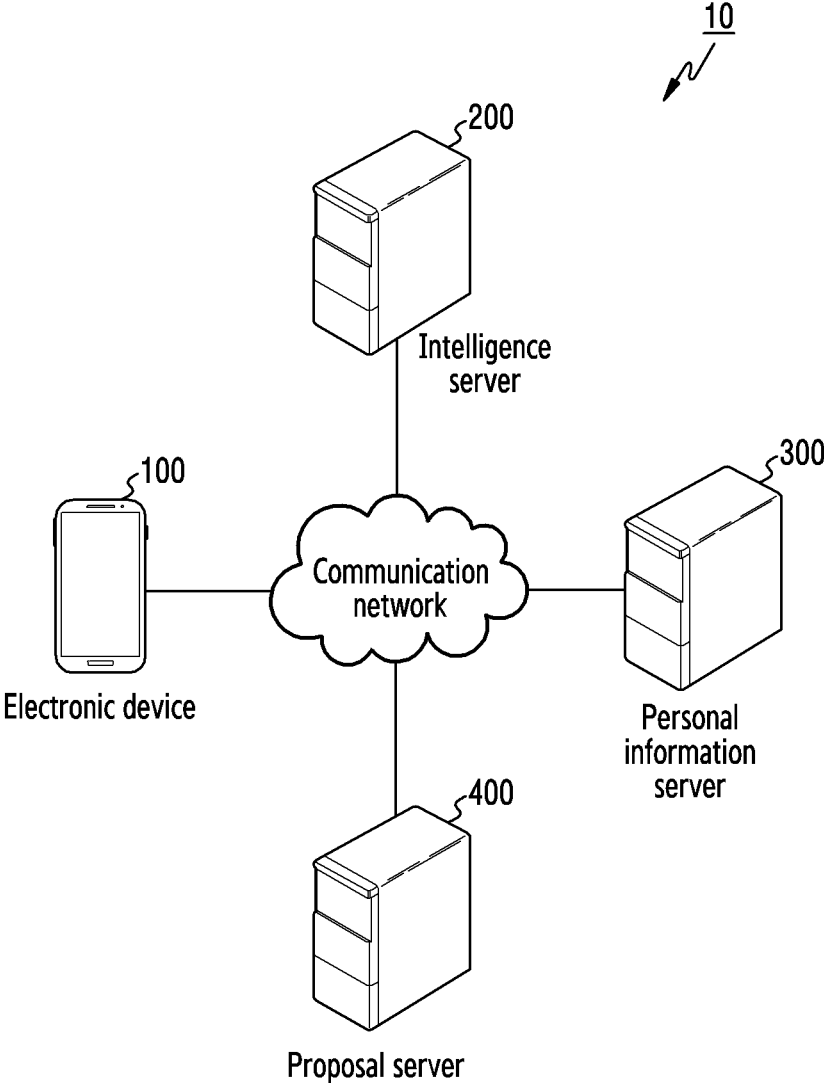 10
200
Intelligence
server
100
300
Communication
network
Electronic device
Personal
information
server
400
Proposal server